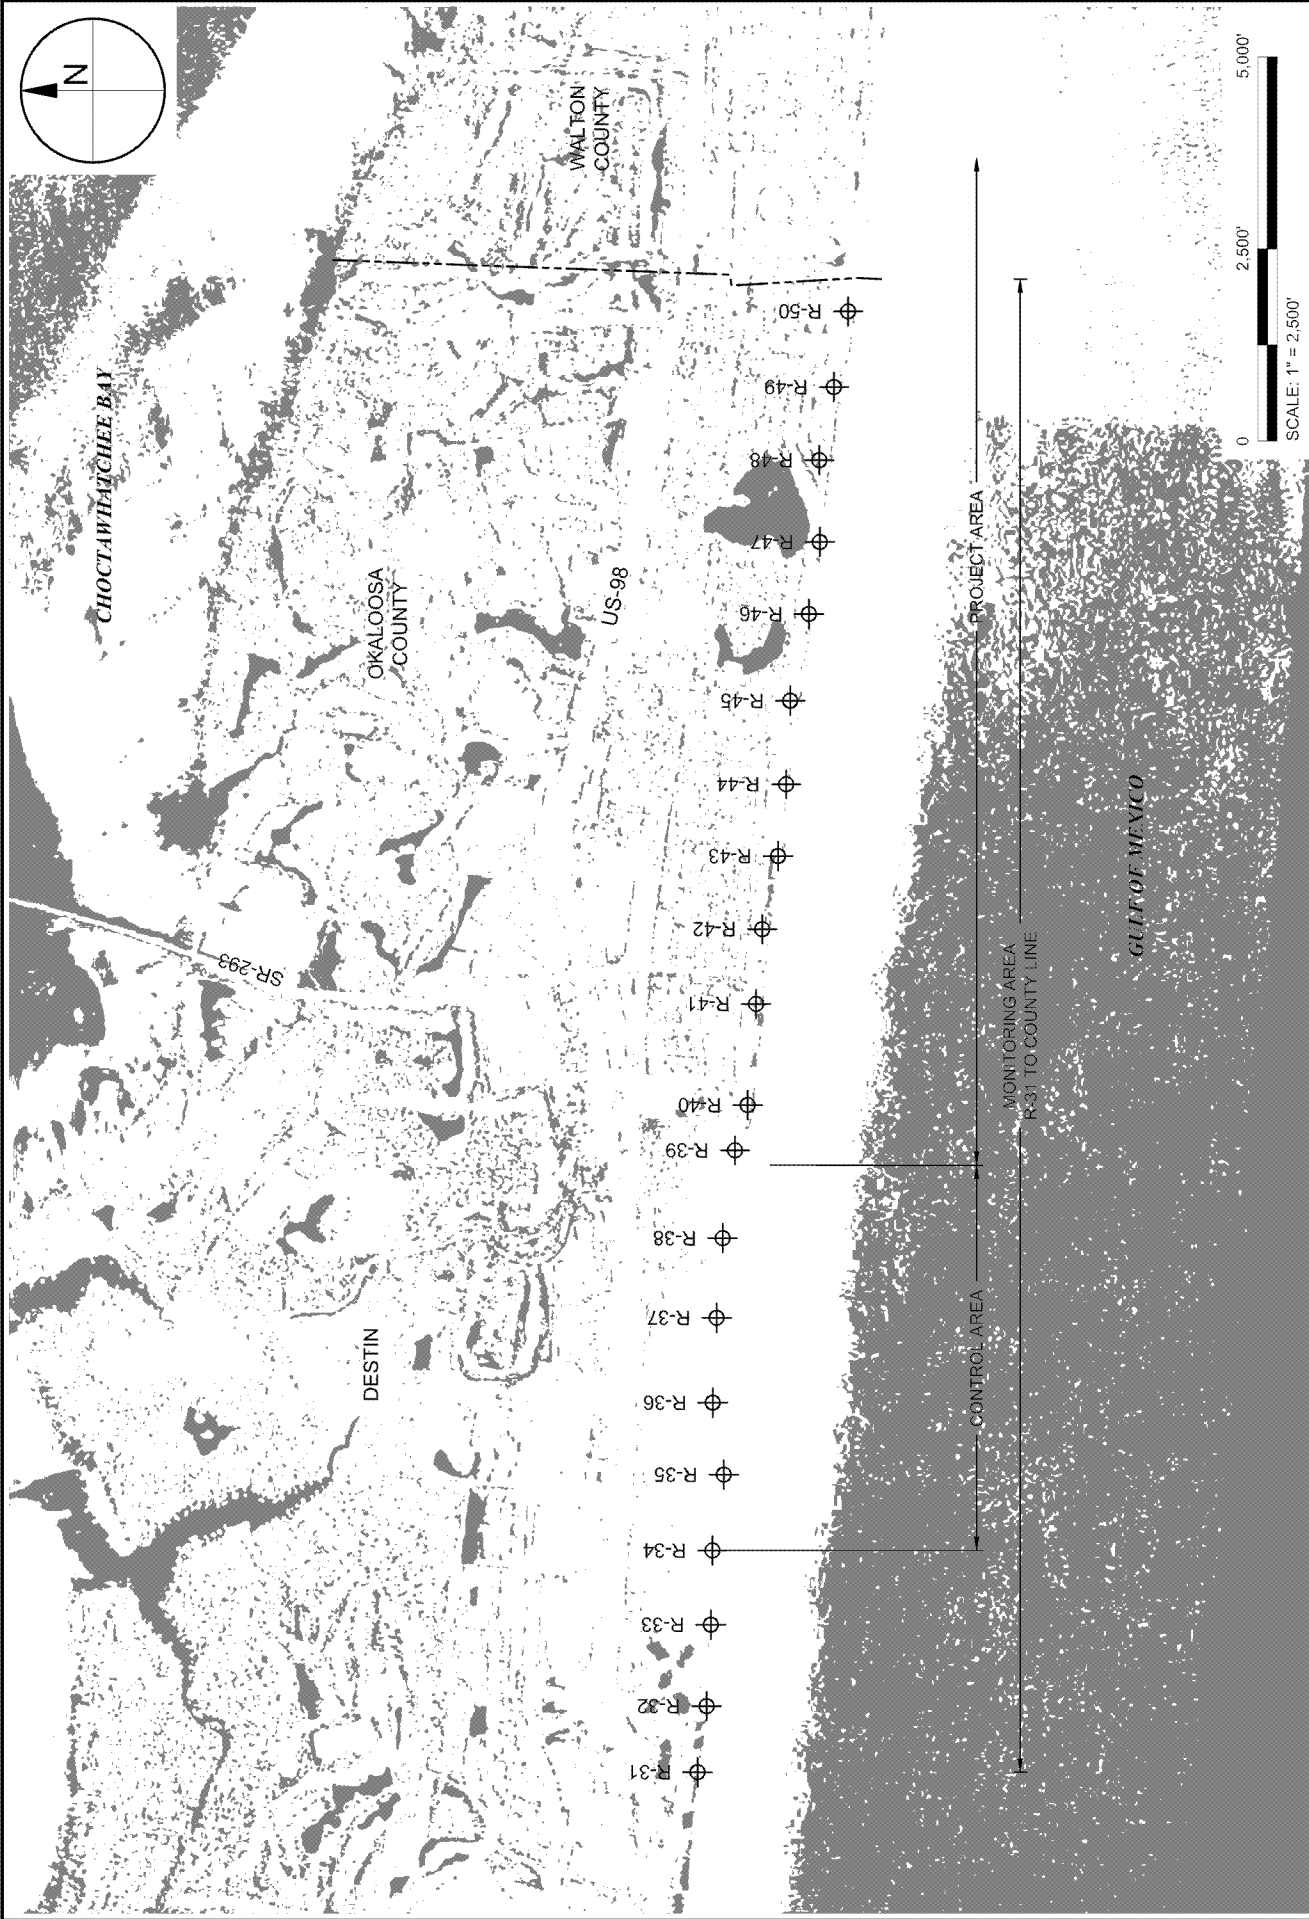 N
CHOCTAWHATCHEE BAY
WALTON
COUNTY
OKALOOSA
COUNTY
US-98
SR-293
DESTIN
R-31
R-32
R-33
R-34
R-35
R-36
R-37
R-38
R-39
R-40
R-41
R-42
R-43
R-44
R-45
R-46
R-47
R-48
R-49
R-50
CONTROL AREA
PROJECT AREA
MONITORING AREA
R-31 TO COUNTY LINE
GULF OF MEXICO
0
2,500'
5,000'
SCALE: 1" = 2,500'